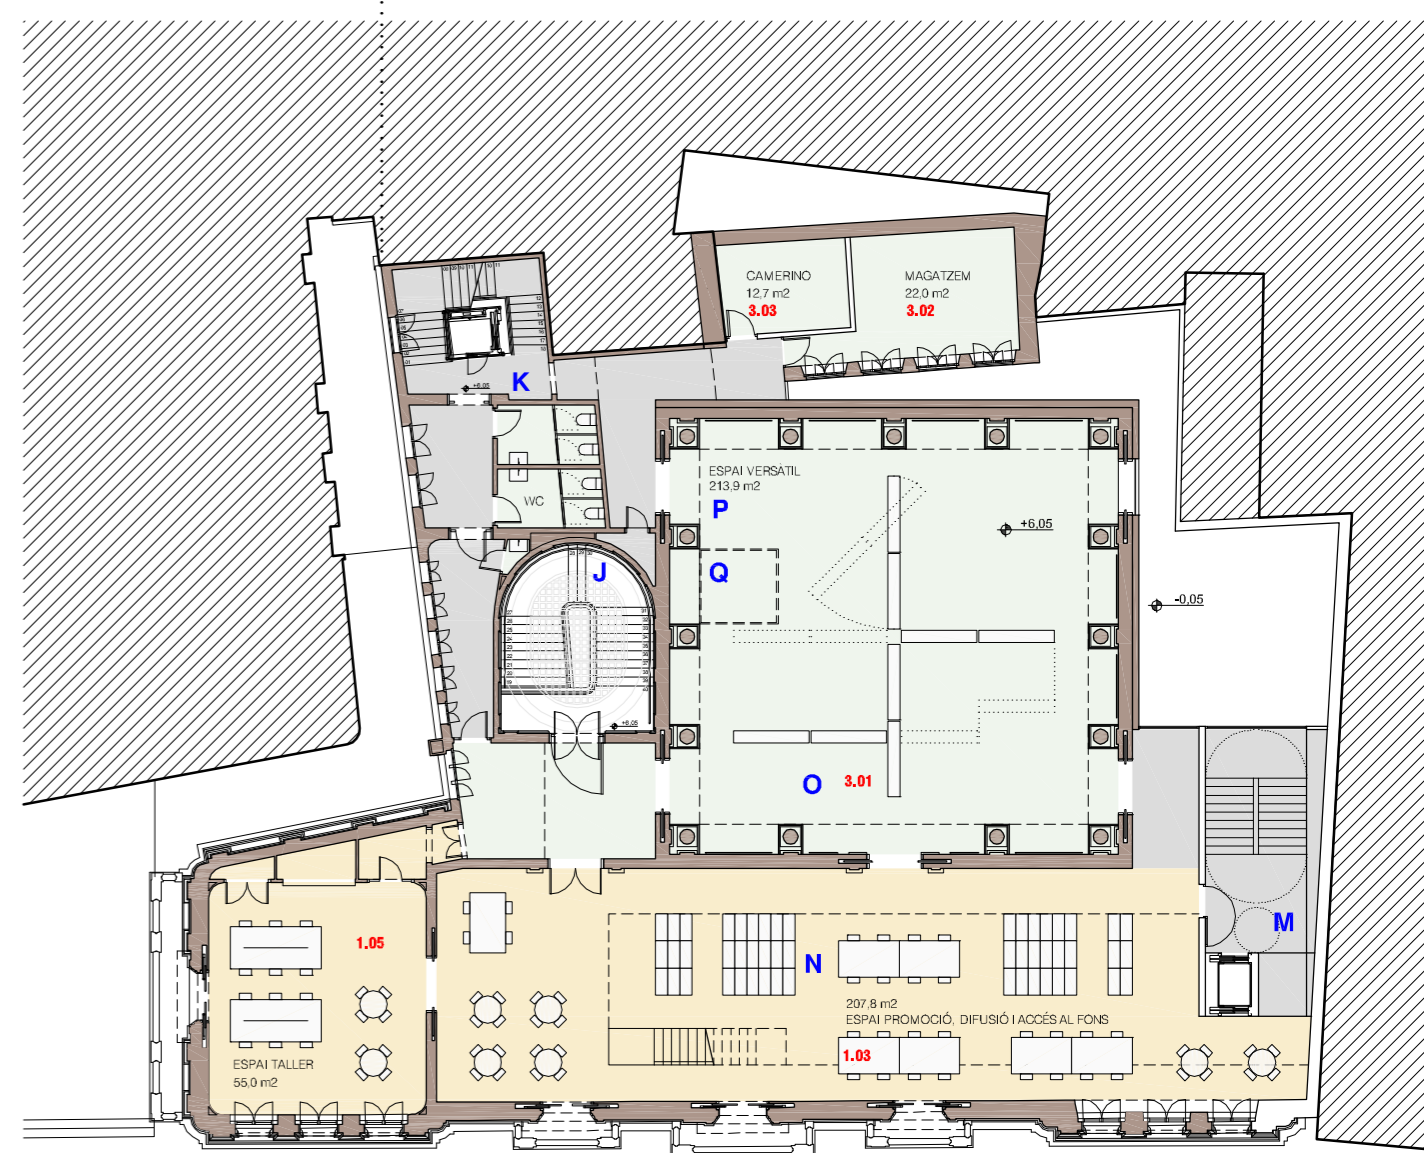 CAMERINO
12,7 m2
3.03
MAGATZEM
22,0 m2
3.02
K
+6,05
ESPAI VERSÀTIL
213,9 m2
P
WC
+6,05
J
Q
-0,05
+6,05
O
3.01
M
1.05
N
207,8 m2
ESPAI PROMOCIÓ, DIFUSIÓ I ACCÉS AL FONS
1.03
ESPAI TALLER
55,0 m2